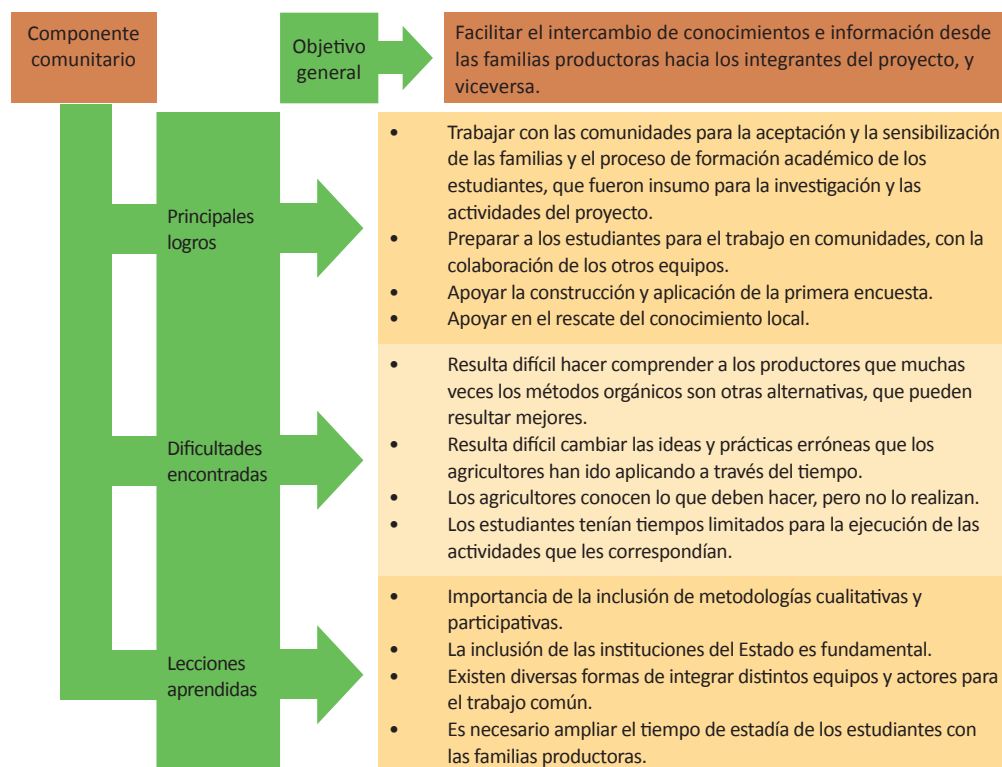 Componente
comunitario
Objetivo
general
Facilitar el intercambio de conocimientos e información desde
las familias productoras hacia los integrantes del proyecto, y
viceversa.
Principales
logros
• Trabajar con las comunidades para la aceptación y la sensibilización
de las familias y el proceso de formación académico de los
estudiantes, que fueron insumo para la investigación y las
actividades del proyecto.
• Preparar a los estudiantes para el trabajo en comunidades, con la
colaboración de los otros equipos.
• Apoyar la construcción y aplicación de la primera encuesta.
• Apoyar en el rescate del conocimiento local.
Dificultades
encontradas
• Resulta difícil hacer comprender a los productores que muchas
veces los métodos orgánicos son otras alternativas, que pueden
resultar mejores.
• Resulta difícil cambiar las ideas y prácticas erróneas que los
agricultores han ido aplicando a través del tiempo.
• Los agricultores conocen lo que deben hacer, pero no lo realizan.
• Los estudiantes tenían tiempos limitados para la ejecución de las
actividades que les correspondían.
Lecciones
aprendidas
• Importancia de la inclusión de metodologías cualitativas y
participativas.
• La inclusión de las instituciones del Estado es fundamental.
• Existen diversas formas de integrar distintos equipos y actores para
el trabajo común.
• Es necesario ampliar el tiempo de estadía de los estudiantes con
las familias productoras.